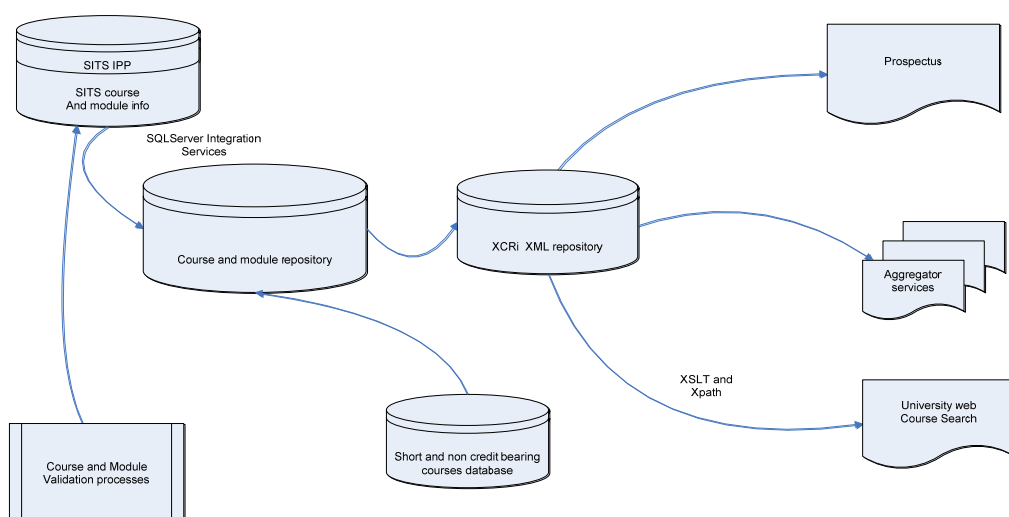 SITS IPP
SITS course
And module info
SQLServer Integration
Services
Course and module repository
XCRi XML repository
Prospectus
Aggregator
services
XSLT and
Xpath
University web
Course Search
Short and non credit bearing
courses database
Course and Module
Validation processes